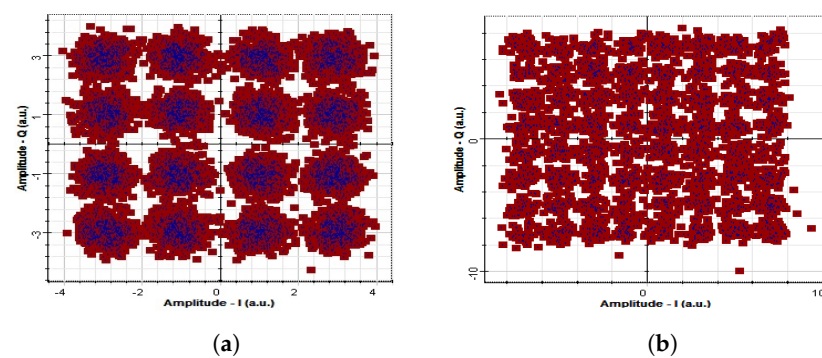 Amplitude - Q (a.u.)
3
1
-1
-3
-4
-2
0
2
4
Amplitude - I (a.u.)
(a)
Amplitude - Q (a.u.)
0
-10
0
10
Amplitude - I (a.u.)
(b)